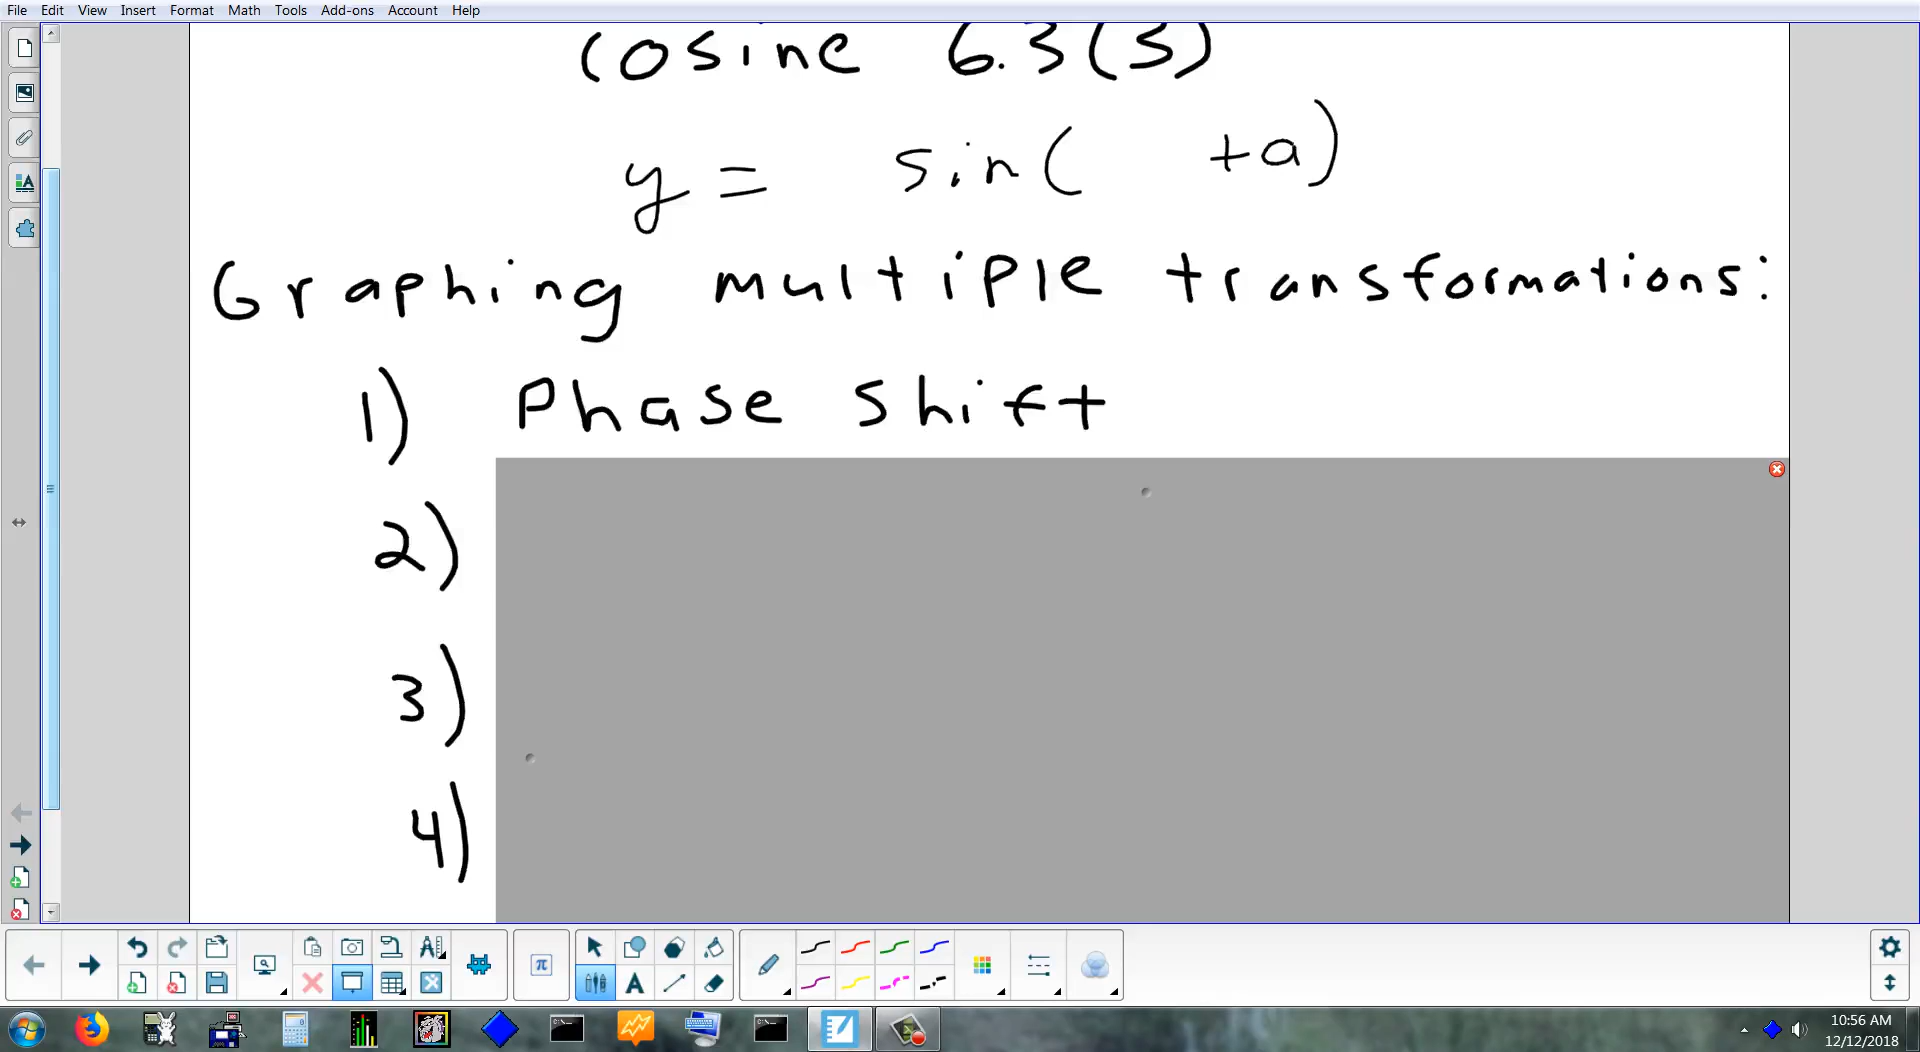 File Edit View Insert Format Math Tools Add-ons Account Help
Cosine 6.3(3)
y = sin( +a)
Graphing multiple transformations:
1) Phase shift
2)
3)
4)
10:56 AM
12/12/2018